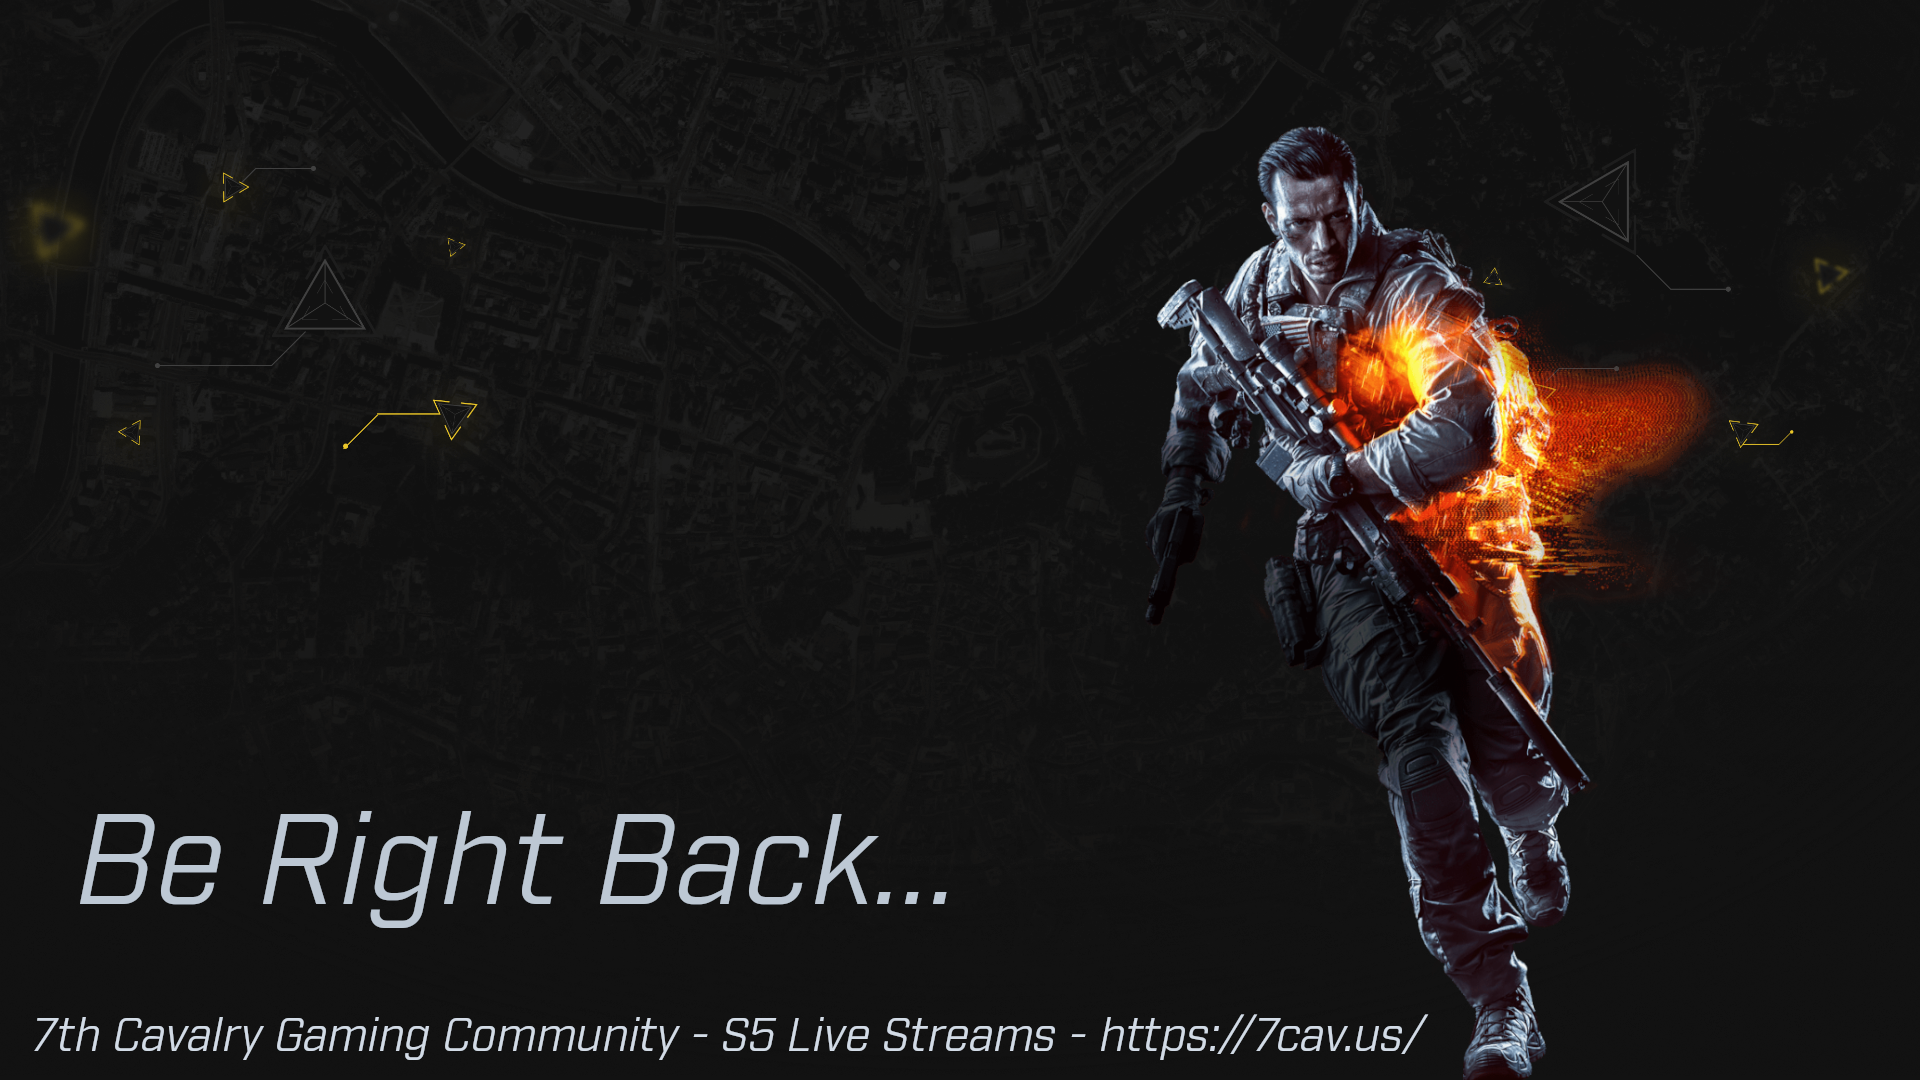 Be Right Back...
7th Cavalry Gaming Community - S5 Live Streams - https://7cav.us/